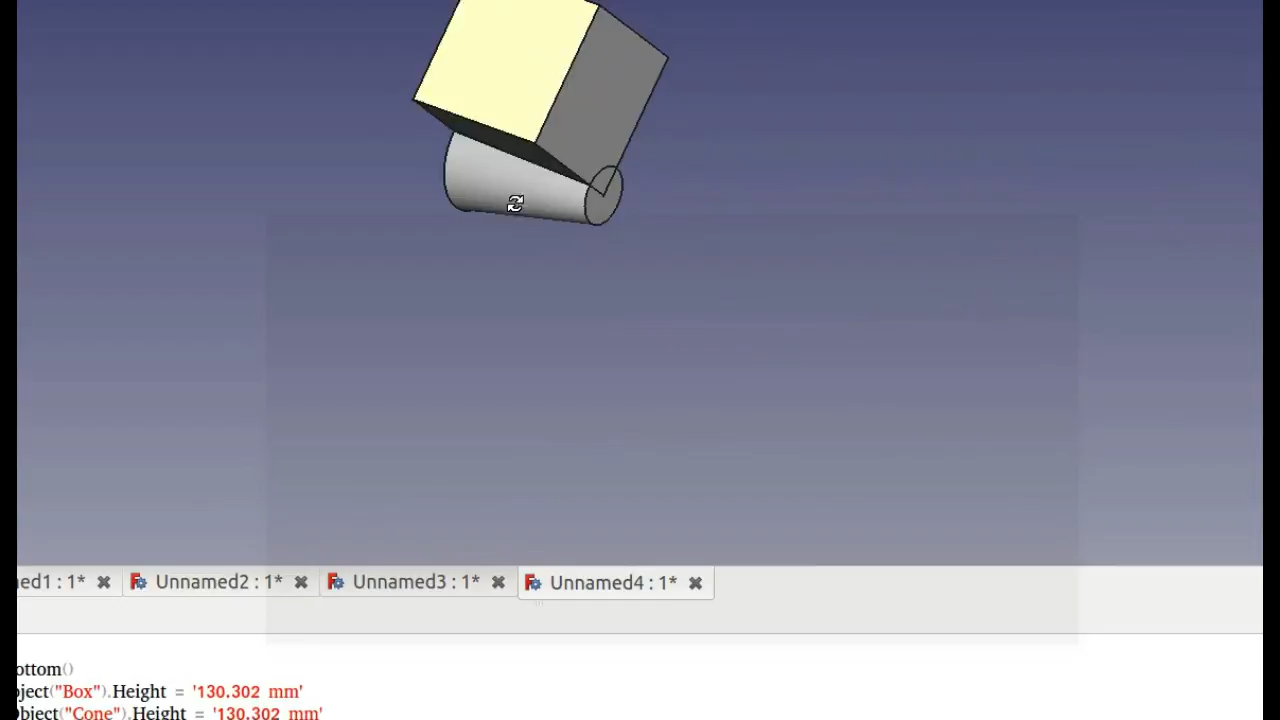 ed1 : 1* Unnamed2 : 1* Unnamed3 : 1* Unnamed4 : 1*
ottom()
bject("Box").Height = '130.302 mm'
Object("Cone").Height = '130.302 mm'